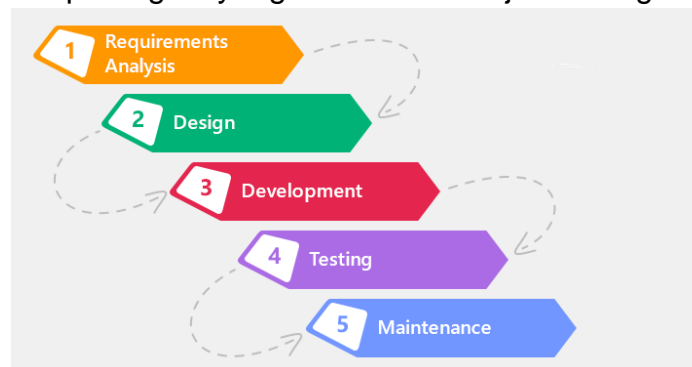 1
Requirements
Analysis
2
Design
3
Development
4
Testing
5
Maintenance